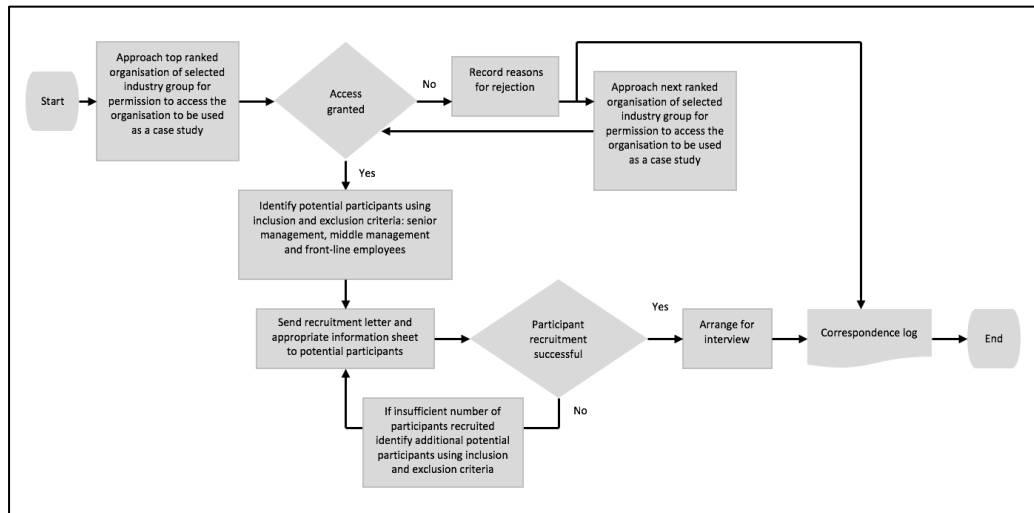 Start
Approach top ranked
organisation of selected
industry group for
permission to access the
organisation to be used
as a case study
Access
granted
No
Record reasons
for rejection
Approach next ranked
organisation of selected
industry group for
permission to access the
organisation to be used
as a case study
Yes
Identify potential participants using
inclusion and exclusion criteria: senior
management, middle management
and front-line employees
Send recruitment letter and
appropriate information sheet
to potential participants
Participant
recruitment
successful
Yes
Arrange for
interview
Correspondence log
End
No
If insufficient number of
participants recruited
identify additional potential
participants using inclusion
and exclusion criteria